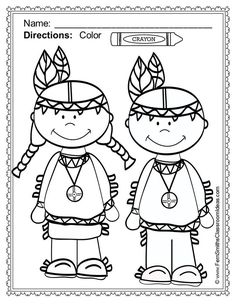 Name:
Directions: Color CRAYON
www.FernSmithsClassroomIdeas.com